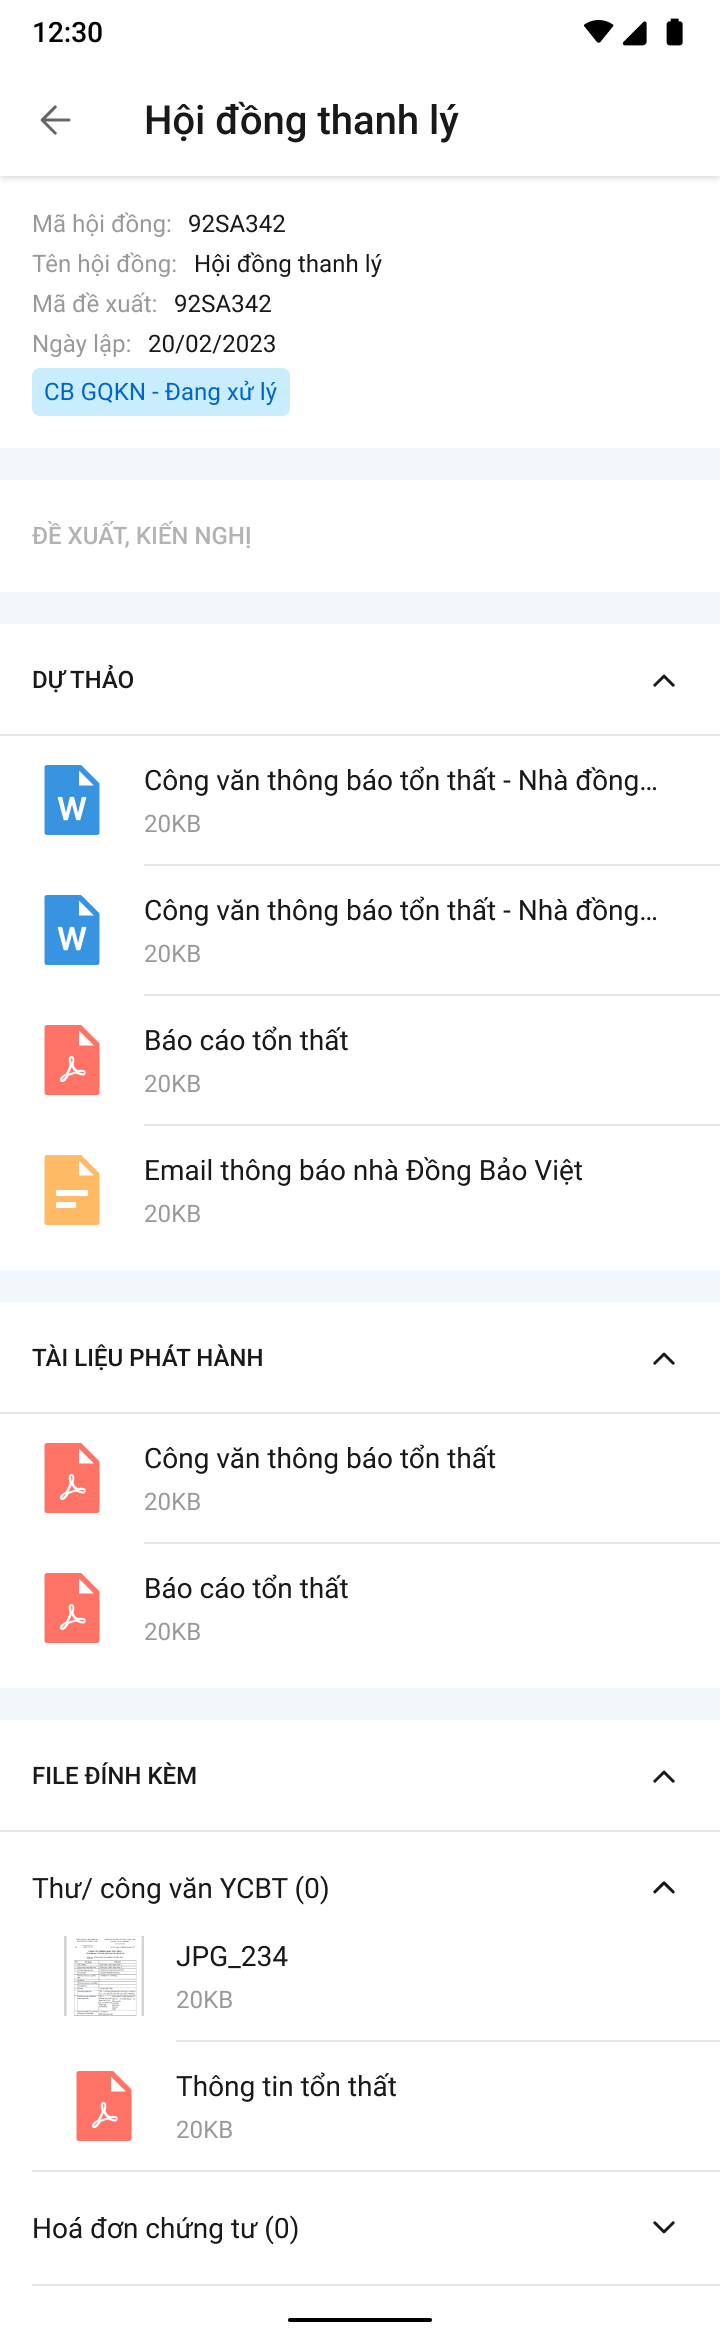 12:30
Hội đồng thanh lý
Mã hội đồng: 92SA342
Tên hội đồng: Hội đồng thanh lý
Mã đề xuất: 92SA342
Ngày lập: 20/02/2023
CB GQKN - Đang xử lý
ĐỀ XUẤT, KIẾN NGHỊ
DỰ THẢO
W
Công văn thông báo tổn thất - Nhà đồng...
20KB
W
Công văn thông báo tổn thất - Nhà đồng...
20KB
Báo cáo tổn thất
20KB
Email thông báo nhà Đồng Bảo Việt
20KB
TÀI LIỆU PHÁT HÀNH
Công văn thông báo tổn thất
20KB
Báo cáo tổn thất
20KB
FILE ĐÍNH KÈM
Thư/ công văn YCBT (0)
JPG_234
20KB
Thông tin tổn thất
20KB
Hoá đơn chứng tư (0)